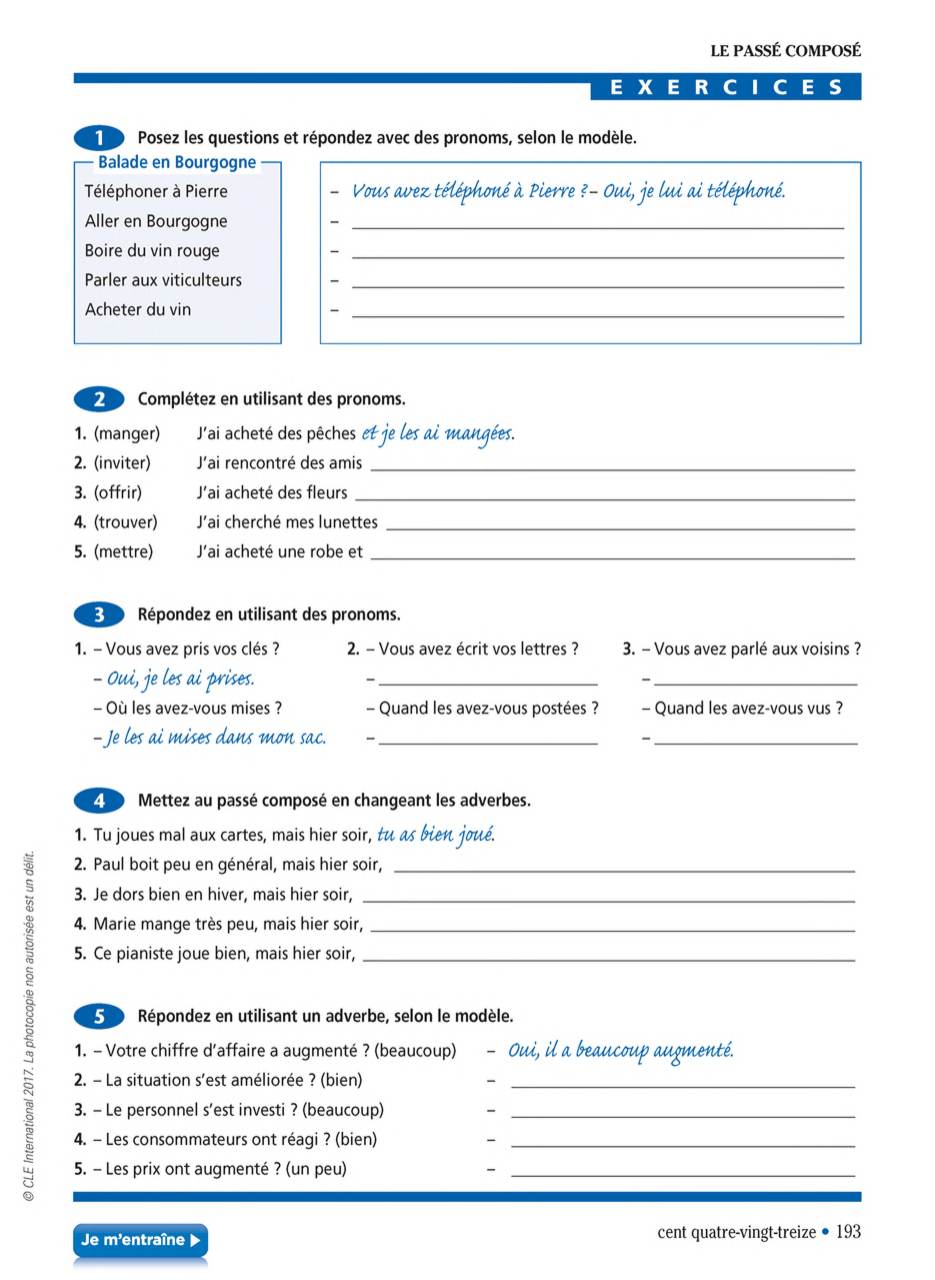 LE PASSÉ COMPOSÉ
EXERCICES
1 Posez les questions et répondez avec des pronoms, selon le modèle.
Balade en Bourgogne
Téléphoner à Pierre
Aller en Bourgogne
Boire du vin rouge
Parler aux viticulteurs
Acheter du vin
– Vous avez téléphoné à Pierre ? – Oui, je lui ai téléphoné.
–
–
–
–
2 Complétez en utilisant des pronoms.
1. (manger) J'ai acheté des pêches et je les ai mangées.
2. (inviter) J'ai rencontré des amis
3. (offrir) J'ai acheté des fleurs
4. (trouver) J'ai cherché mes lunettes
5. (mettre) J'ai acheté une robe et
3 Répondez en utilisant des pronoms.
1. – Vous avez pris vos clés ?
– Oui, je les ai prises.
– Où les avez-vous mises ?
– Je les ai mises dans mon sac.
2. – Vous avez écrit vos lettres ?
–
– Quand les avez-vous postées ?
–
3. – Vous avez parlé aux voisins ?
–
– Quand les avez-vous vus ?
–
4 Mettez au passé composé en changeant les adverbes.
1. Tu joues mal aux cartes, mais hier soir, tu as bien joué.
2. Paul boit peu en général, mais hier soir,
3. Je dors bien en hiver, mais hier soir,
4. Marie mange très peu, mais hier soir,
5. Ce pianiste joue bien, mais hier soir,
5 Répondez en utilisant un adverbe, selon le modèle.
1. – Votre chiffre d'affaire a augmenté ? (beaucoup) – Oui, il a beaucoup augmenté.
2. – La situation s'est améliorée ? (bien) –
3. – Le personnel s'est investi ? (beaucoup) –
4. – Les consommateurs ont réagi ? (bien) –
5. – Les prix ont augmenté ? (un peu) –
© CLE International 2017. La photocopie non autorisée est un délit.
Je m'entraîne
cent quatre-vingt-treize • 193